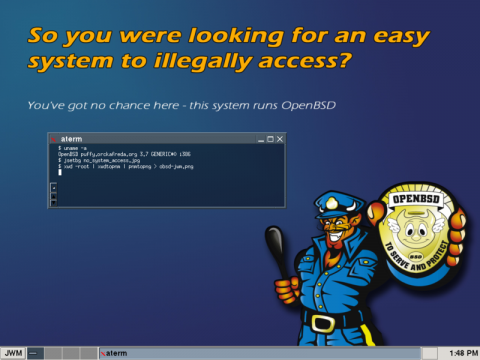 So you were looking for an easy
system to illegally access?
You've got no chance here - this system runs OpenBSD
aterm
$ uname -a
OpenBSD puffy.orckafreda.org 3.7 GENERIC#0 i386
$ jsetbg no_system_access.jpg
$ xwd -root | xwdtopnm | pnmtopng > obsd-jwm.png
OPENBSD
BSD
TO SERVE AND PROTECT
JWM
aterm
1:48 PM